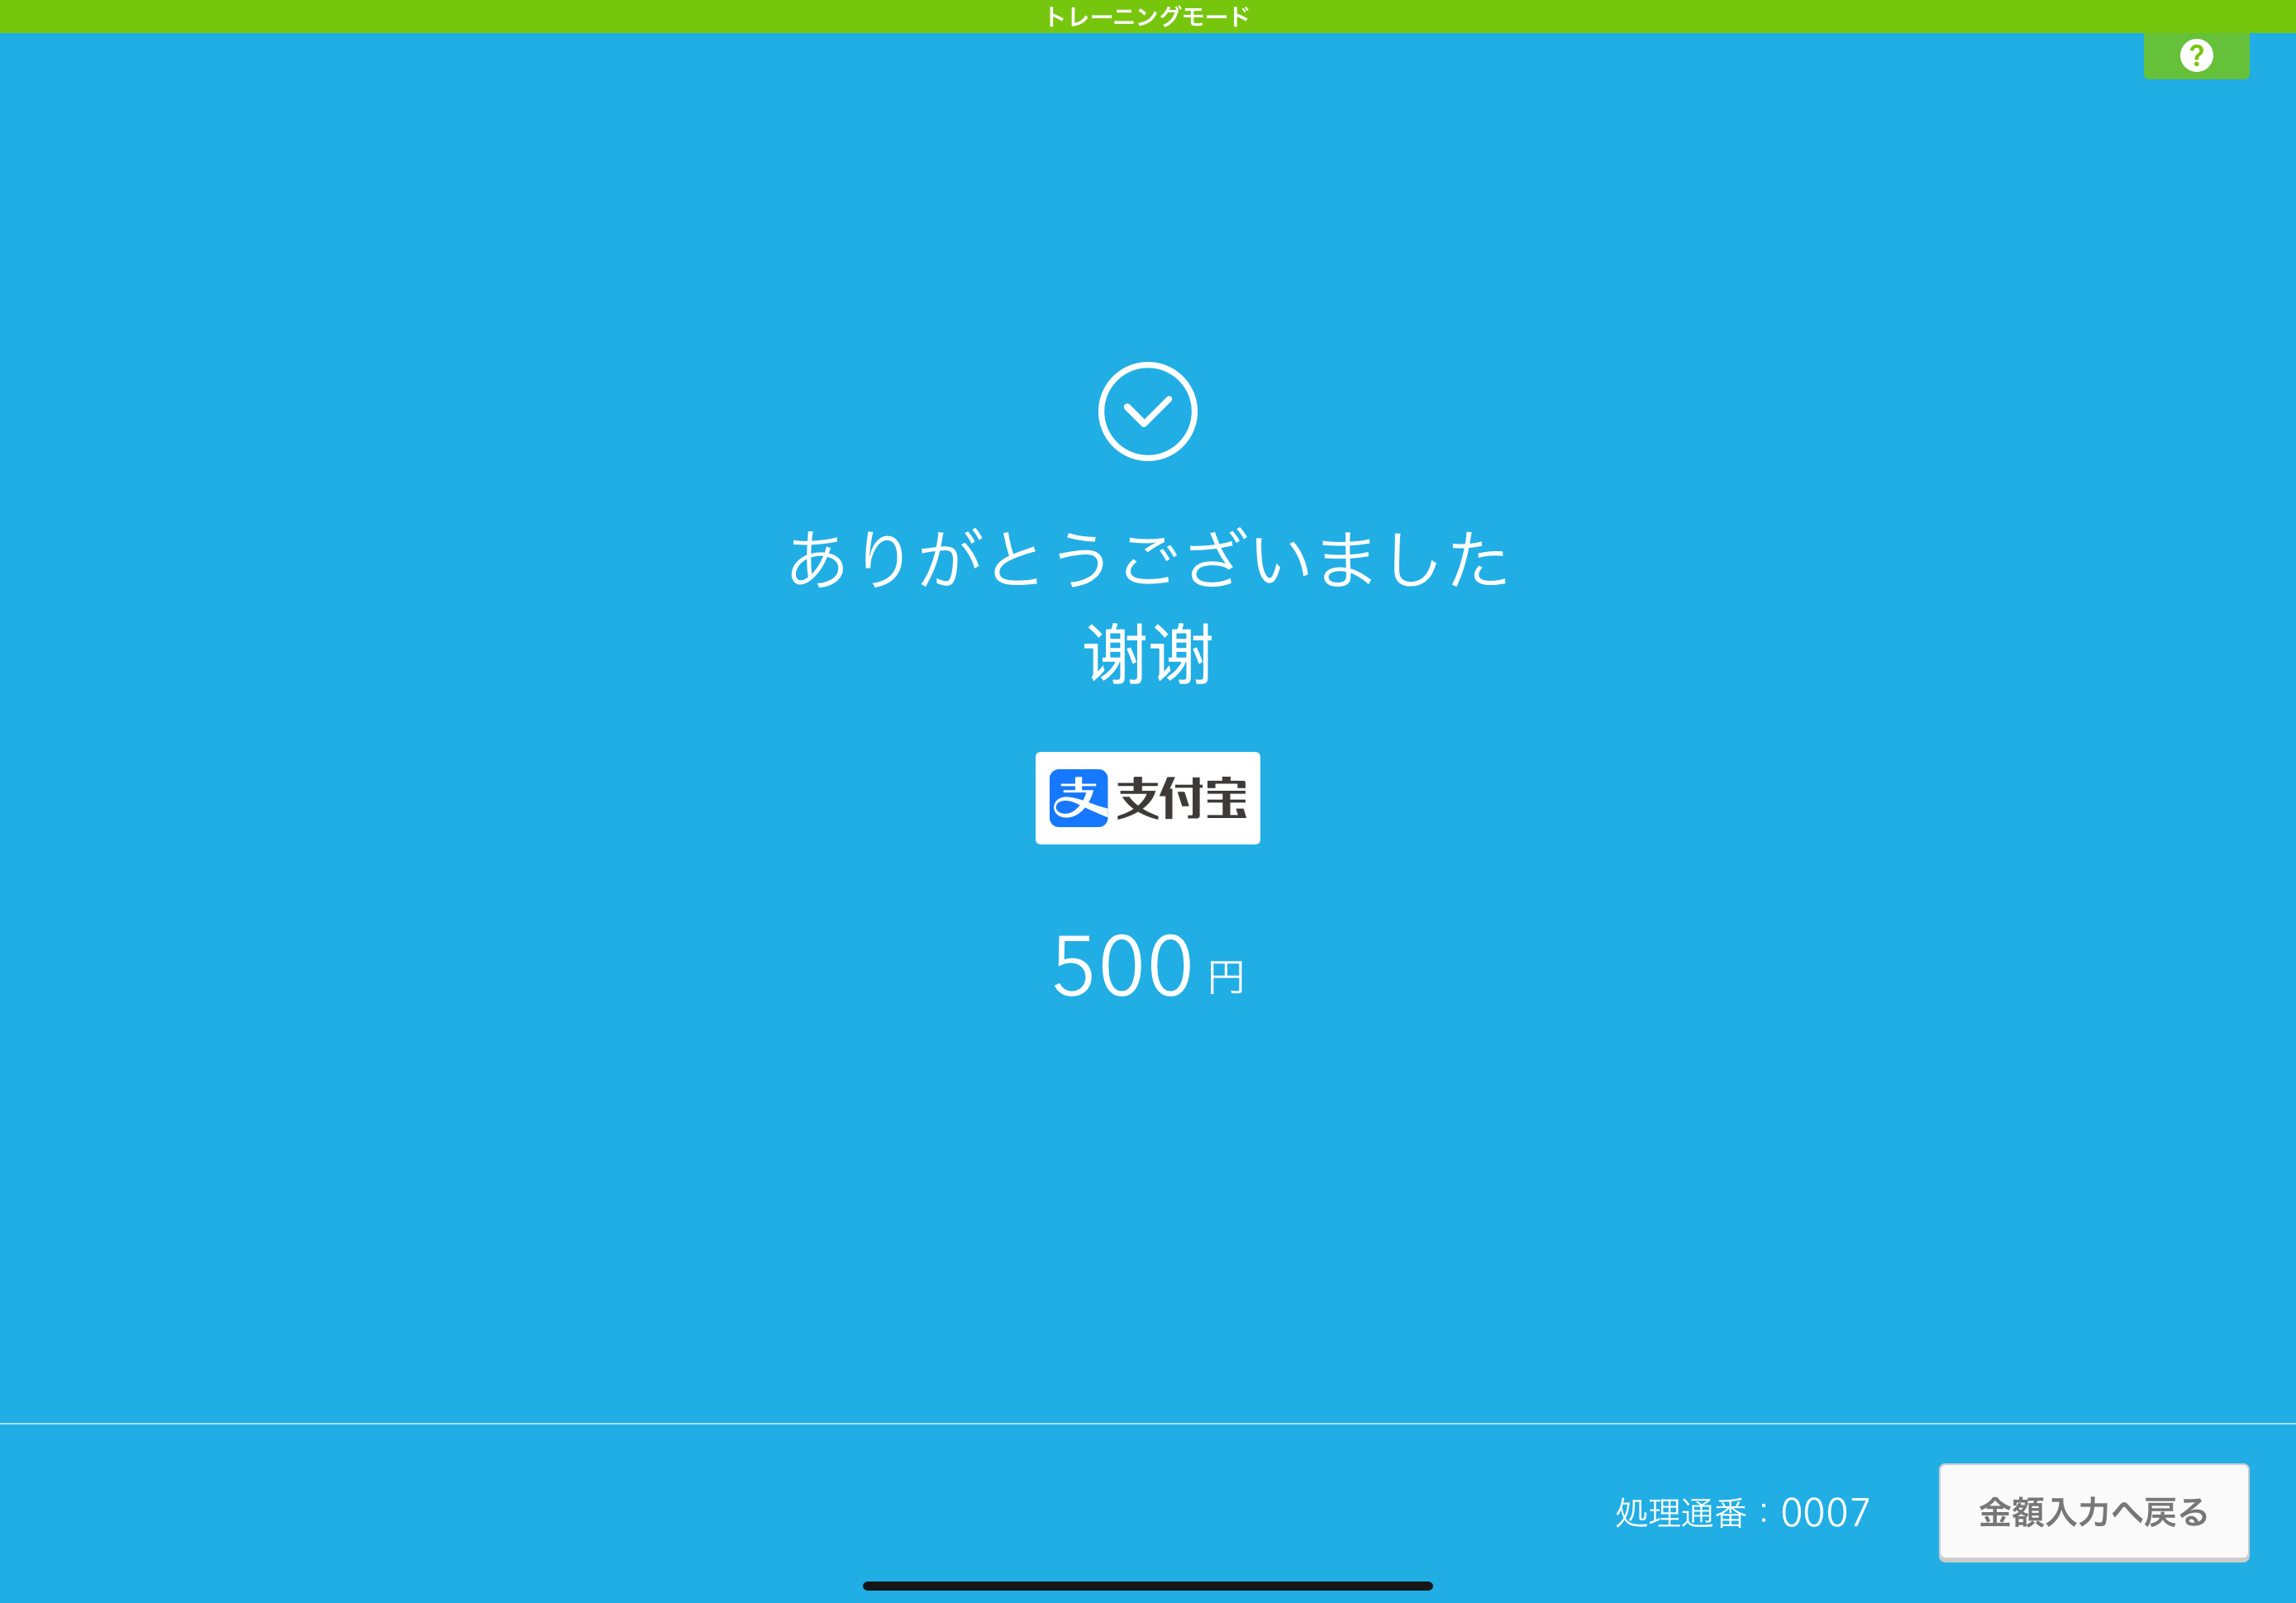 トレーニングモード
?
ありがとうございました
谢谢
支 支付宝
500 円
処理通番：0007
金額入力へ戻る